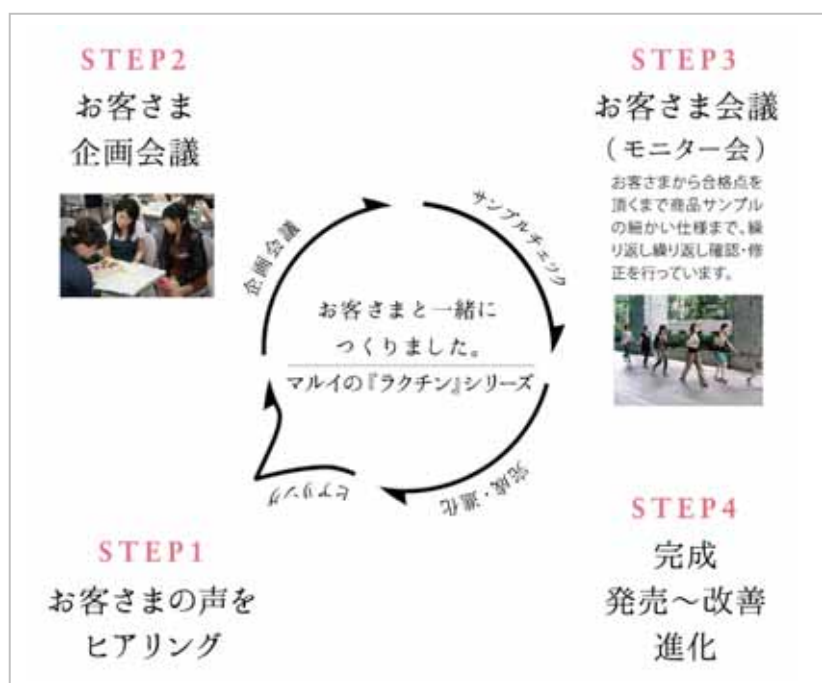 STEP2
お客さま
企画会議
STEP3
お客さま会議
(モニター会)
お客さまから合格点を
頂くまで商品サンプル
の細かい仕様まで、繰
り返し繰り返し確認・修
正を行っています。
企画会議
サンプルチェック
お客さまと一緒に
つくりました。
マルイの『ラクチン』シリーズ
ヒアリング
完成・進化
STEP1
お客さまの声を
ヒアリング
STEP4
完成
発売～改善
進化